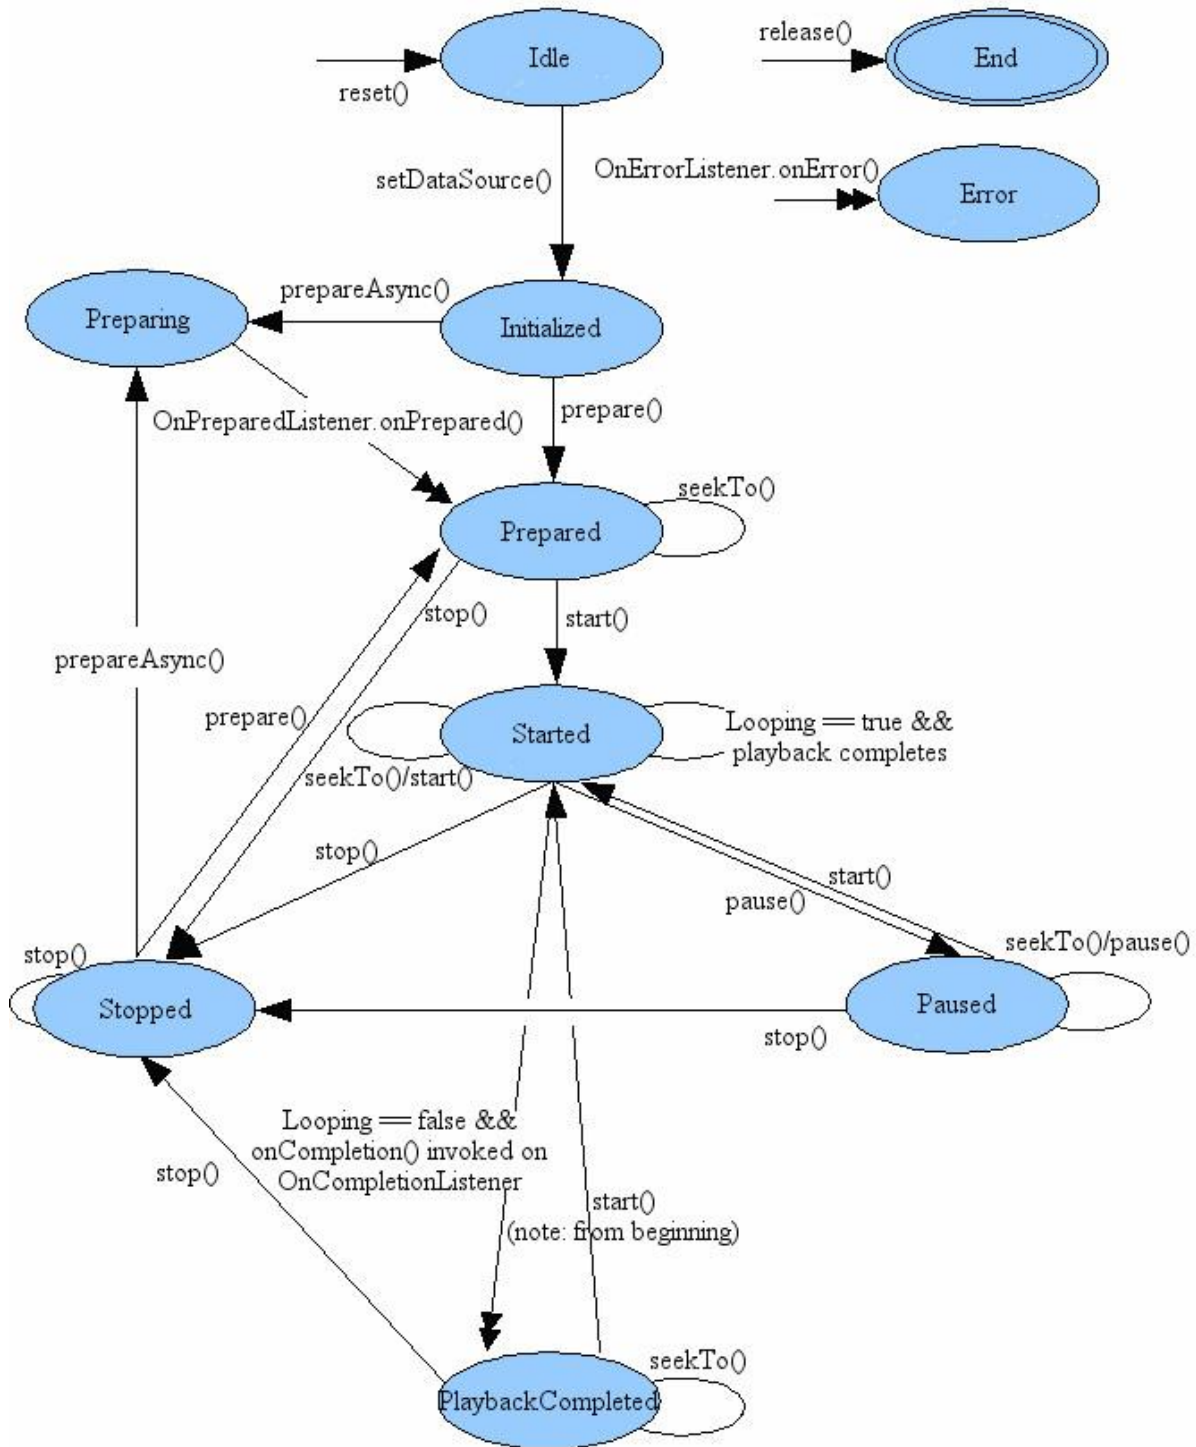 Idle
release()
End
reset()
setDataSource()
OnErrorListener.onError()
Error
prepareAsync()
Preparing
Initialized
OnPreparedListener.onPrepared()
prepare()
seekTo()
Prepared
stop()
start()
prepareAsync()
prepare()
Started
Looping == true &&
playback completes
seekTo()/start()
stop()
start()
pause()
seekTo()/pause()
stop()
Stopped
Paused
stop()
Looping == false &&
onCompletion() invoked on
OnCompletionListener
stop()
start()
(note: from beginning)
seekTo()
PlaybackCompleted